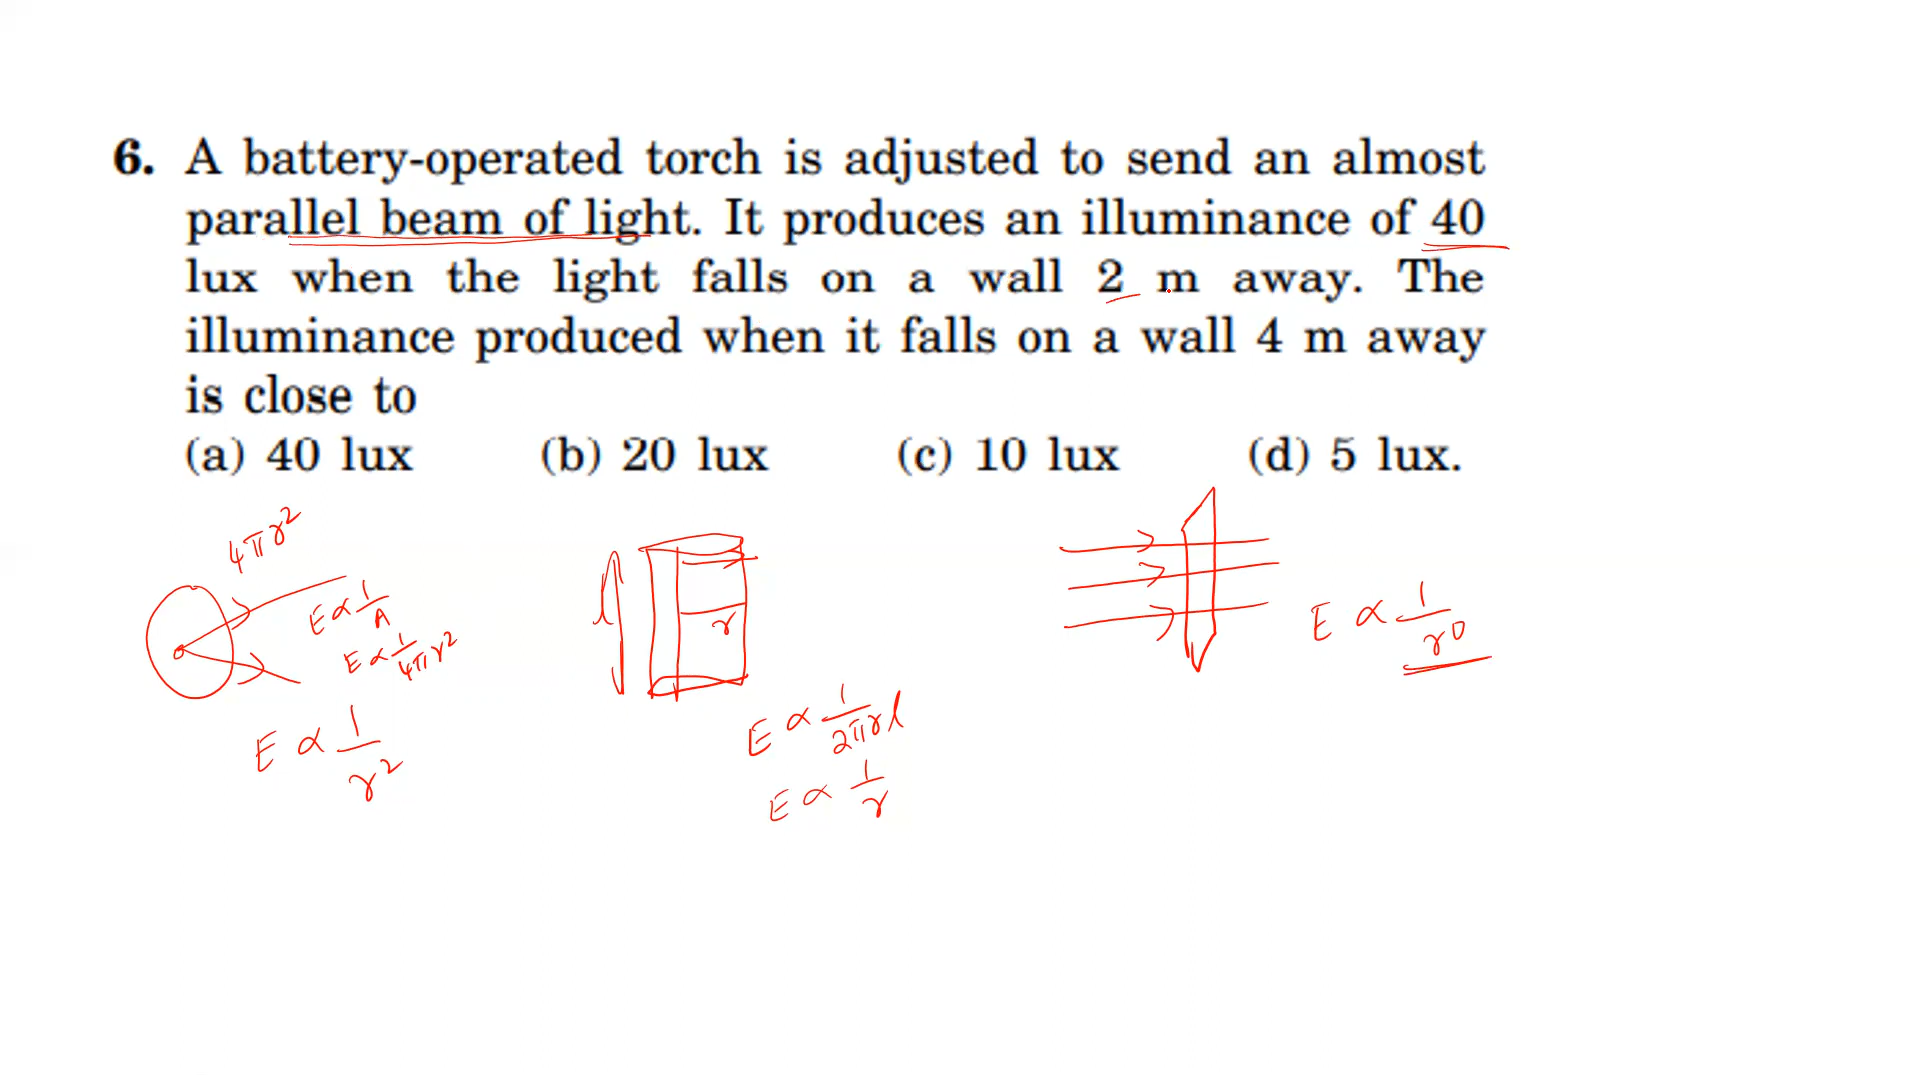 6. A battery-operated torch is adjusted to send an almost
parallel beam of light. It produces an illuminance of 40
lux when the light falls on a wall 2 m away. The
illuminance produced when it falls on a wall 4 m away
is close to
(a) 40 lux (b) 20 lux (c) 10 lux (d) 5 lux.
4πr²
E ∝ 1/A
E ∝ 1/4πr²
E ∝ 1/r²
l
r
E ∝ 1/2πrl
E ∝ 1/r
E ∝ 1/r⁰